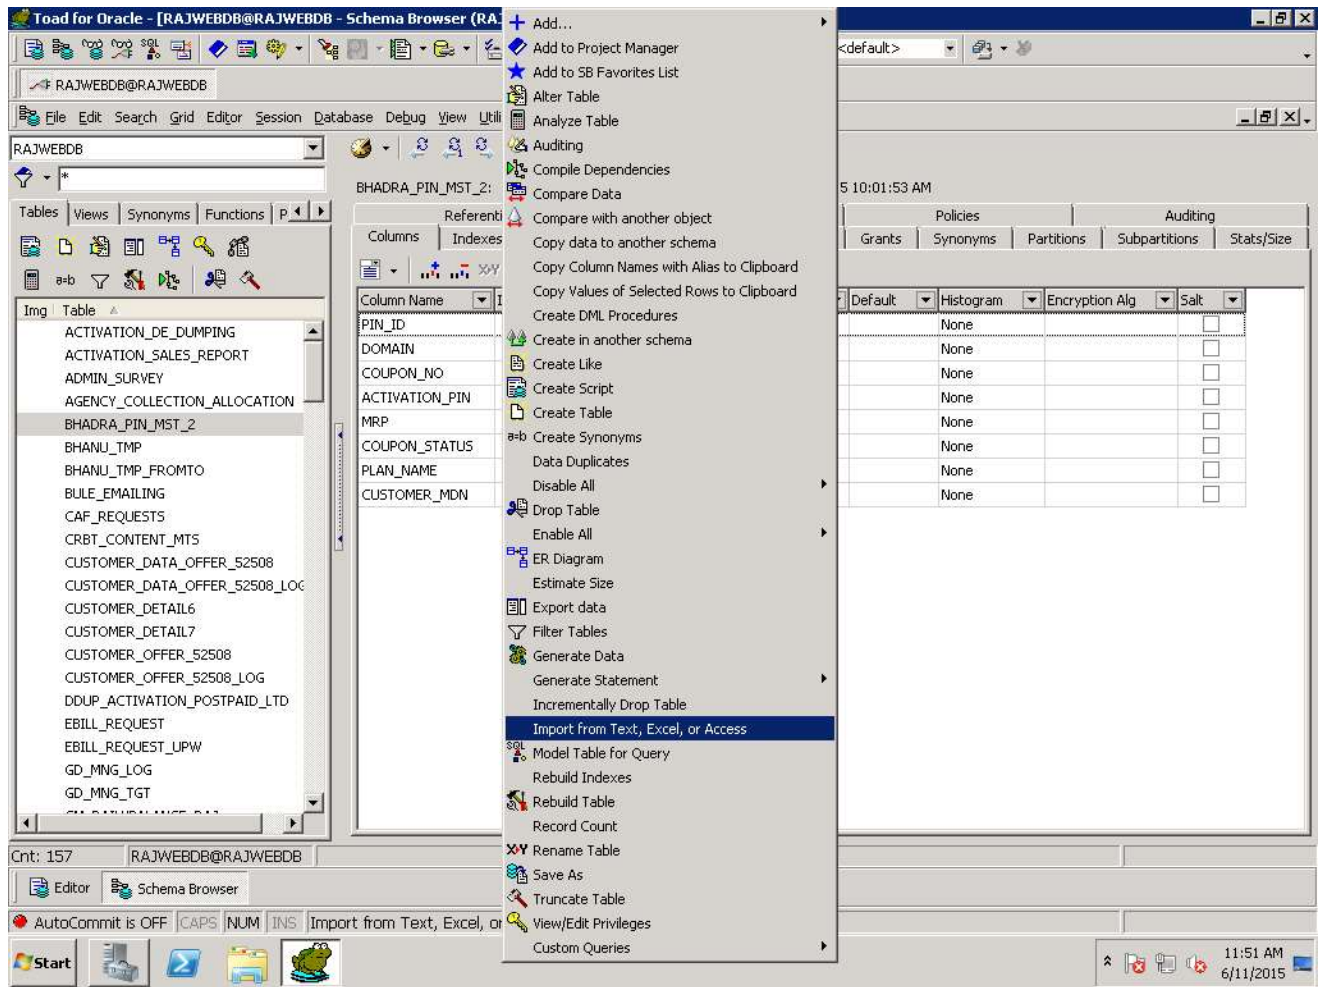 Toad for Oracle - [RAJWEBDB@RAJWEBDB - Schema Browser (RA
<default>
RAJWEBDB@RAJWEBDB
File Edit Search Grid Editor Session Database Debug View Utili
RAJWEBDB
*
BHADRA_PIN_MST_2:
5 10:01:53 AM
Tables Views Synonyms Functions P
Referenti
Policies Auditing
Columns Indexes
Grants Synonyms Partitions Subpartitions Stats/Size
Img Table
ACTIVATION_DE_DUMPING
ACTIVATION_SALES_REPORT
ADMIN_SURVEY
AGENCY_COLLECTION_ALLOCATION
BHADRA_PIN_MST_2
BHANU_TMP
BHANU_TMP_FROMTO
BULE_EMAILING
CAF_REQUESTS
CRBT_CONTENT_MTS
CUSTOMER_DATA_OFFER_52508
CUSTOMER_DATA_OFFER_52508_LOG
CUSTOMER_DETAIL6
CUSTOMER_DETAIL7
CUSTOMER_OFFER_52508
CUSTOMER_OFFER_52508_LOG
DDUP_ACTIVATION_POSTPAID_LTD
EBILL_REQUEST
EBILL_REQUEST_UPW
GD_MNG_LOG
GD_MNG_TGT
Column Name
Default Histogram Encryption Alg Salt
PIN_ID None
DOMAIN None
COUPON_NO None
ACTIVATION_PIN None
MRP None
COUPON_STATUS None
PLAN_NAME None
CUSTOMER_MDN None
Add...
Add to Project Manager
Add to SB Favorites List
Alter Table
Analyze Table
Auditing
Compile Dependencies
Compare Data
Compare with another object
Copy data to another schema
Copy Column Names with Alias to Clipboard
Copy Values of Selected Rows to Clipboard
Create DML Procedures
Create in another schema
Create Like
Create Script
Create Table
Create Synonyms
Data Duplicates
Disable All
Drop Table
Enable All
ER Diagram
Estimate Size
Export data
Filter Tables
Generate Data
Generate Statement
Incrementally Drop Table
Import from Text, Excel, or Access
Model Table for Query
Rebuild Indexes
Rebuild Table
Record Count
Rename Table
Save As
Truncate Table
View/Edit Privileges
Custom Queries
Cnt: 157 RAJWEBDB@RAJWEBDB
Editor Schema Browser
AutoCommit is OFF CAPS NUM INS Import from Text, Excel, or
Start
11:51 AM
6/11/2015